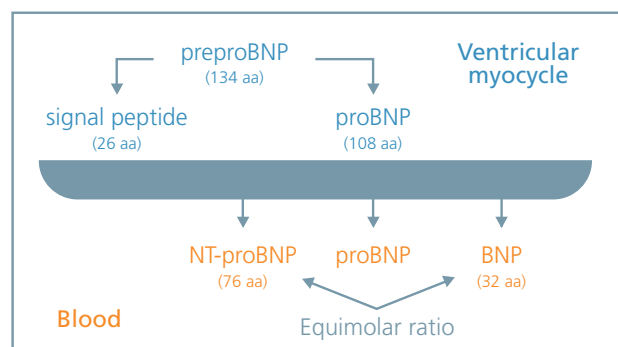 preproBNP
(134 aa)
Ventricular
myocycle
signal peptide
(26 aa)
proBNP
(108 aa)
NT-proBNP
(76 aa)
proBNP
BNP
(32 aa)
Blood
Equimolar ratio